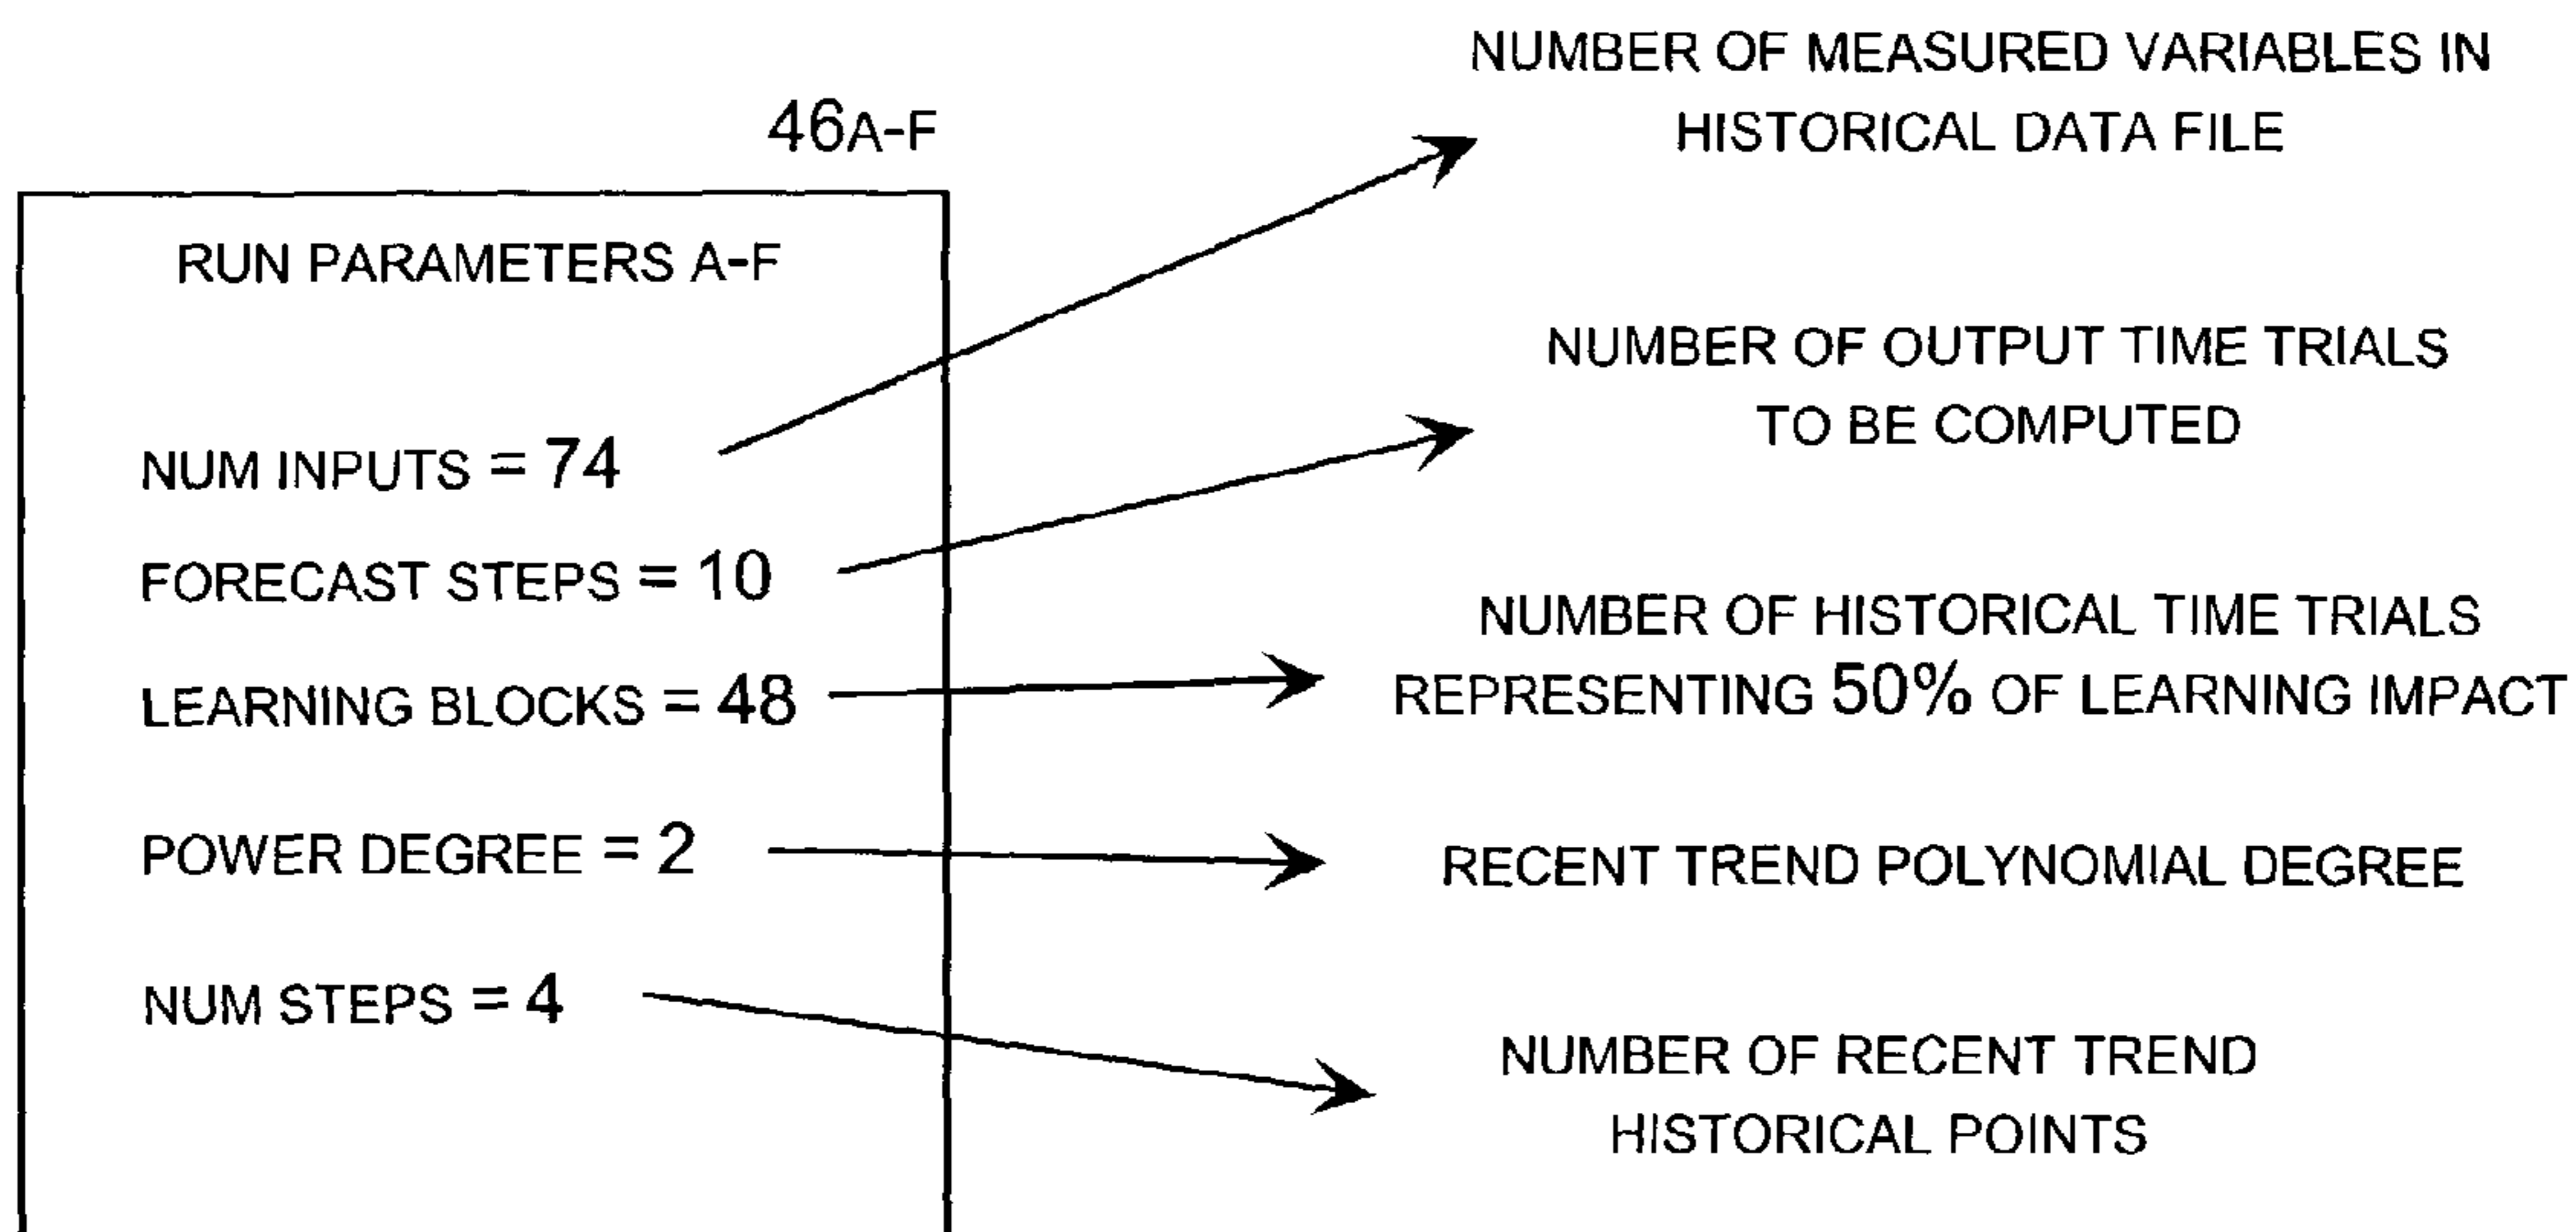 46A-F
RUN PARAMETERS A-F
NUM INPUTS = 74
FORECAST STEPS = 10
LEARNING BLOCKS = 48
POWER DEGREE = 2
NUM STEPS = 4
NUMBER OF MEASURED VARIABLES IN
HISTORICAL DATA FILE
NUMBER OF OUTPUT TIME TRIALS
TO BE COMPUTED
NUMBER OF HISTORICAL TIME TRIALS
REPRESENTING 50% OF LEARNING IMPACT
RECENT TREND POLYNOMIAL DEGREE
NUMBER OF RECENT TREND
HISTORICAL POINTS